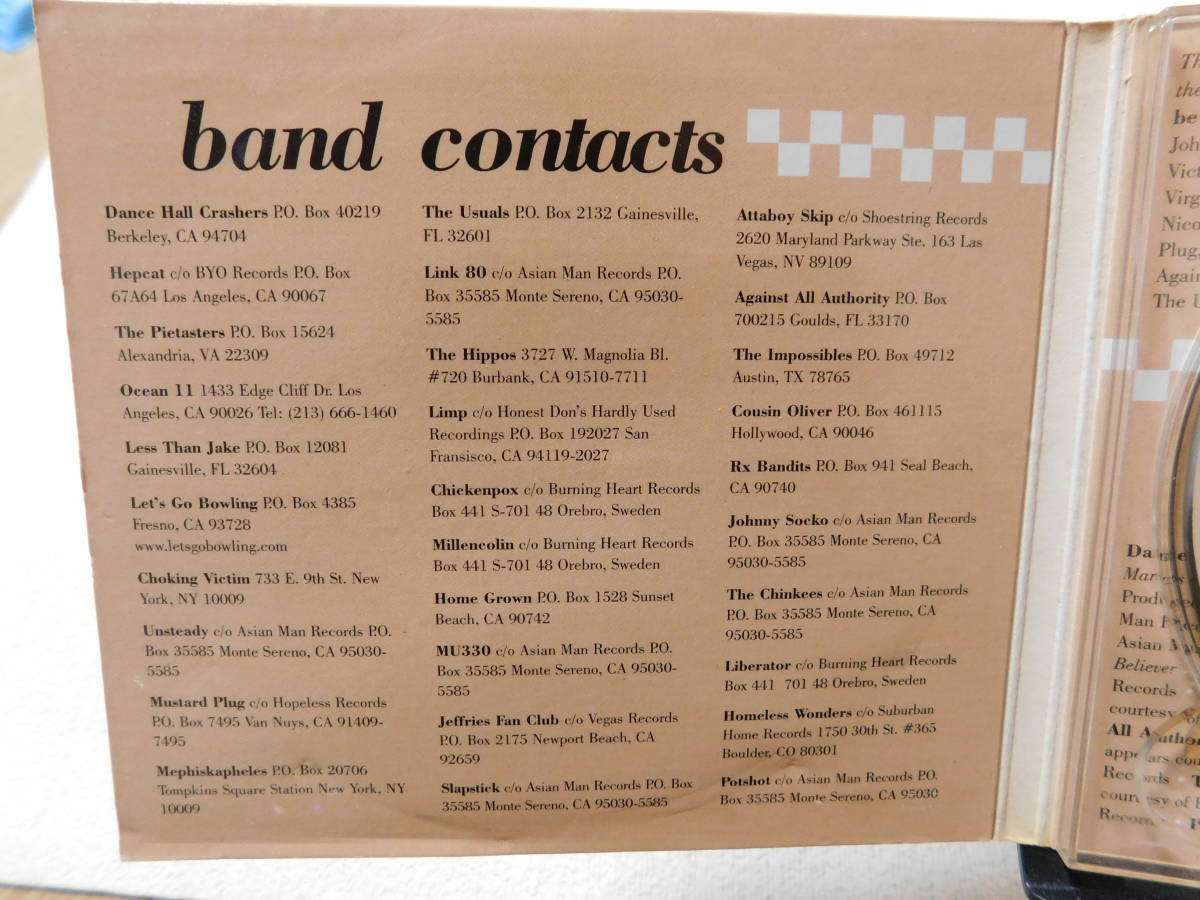 band contacts
Dance Hall Crashers P.O. Box 40219
Berkeley, CA 94704
Hepcat c/o BYO Records P.O. Box
67A64 Los Angeles, CA 90067
The Pietasters P.O. Box 15624
Alexandria, VA 22309
Ocean 11 1433 Edge Cliff Dr. Los
Angeles, CA 90026 Tel: (213) 666-1460
Less Than Jake P.O. Box 12081
Gainesville, FL 32604
Let's Go Bowling P.O. Box 4385
Fresno, CA 93728
www.letsgobowling.com
Choking Victim 733 E. 9th St. New
York, NY 10009
Unsteady c/o Asian Man Records P.O.
Box 35585 Monte Sereno, CA 95030-
5585
Mustard Plug c/o Hopeless Records
P.O. Box 7495 Van Nuys, CA 91409-
7495
Mephiskapheles P.O. Box 20706
Tompkins Square Station New York, NY
10009
The Usuals P.O. Box 2132 Gainesville,
FL 32601
Link 80 c/o Asian Man Records P.O.
Box 35585 Monte Sereno, CA 95030-
5585
The Hippos 3727 W. Magnolia Bl.
#720 Burbank, CA 91510-7711
Limp c/o Honest Don's Hardly Used
Recordings P.O. Box 192027 San
Fransisco, CA 94119-2027
Chickenpox c/o Burning Heart Records
Box 441 S-701 48 Orebro, Sweden
Millencolin c/o Burning Heart Records
Box 441 S-701 48 Orebro, Sweden
Home Grown P.O. Box 1528 Sunset
Beach, CA 90742
MU330 c/o Asian Man Records P.O.
Box 35585 Monte Sereno, CA 95030-
5585
Jeffries Fan Club c/o Vegas Records
P.O. Box 2175 Newport Beach, CA
92659
Slapstick c/o Asian Man Records P.O. Box
35585 Monte Sereno, CA 95030-5585
Attaboy Skip c/o Shoestring Records
2620 Maryland Parkway Ste. 163 Las
Vegas, NV 89109
Against All Authority P.O. Box
700215 Goulds, FL 33170
The Impossibles P.O. Box 49712
Austin, TX 78765
Cousin Oliver P.O. Box 461115
Hollywood, CA 90046
Rx Bandits P.O. Box 941 Seal Beach,
CA 90740
Johnny Socko c/o Asian Man Records
P.O. Box 35585 Monte Sereno, CA
95030-5585
The Chinkees c/o Asian Man Records
P.O. Box 35585 Monte Sereno, CA
95030-5585
Liberator c/o Burning Heart Records
Box 441 701 48 Orebro, Sweden
Homeless Wonders c/o Suburban
Home Records 1750 30th St. #365
Boulder, CO 80301
Potshot c/o Asian Man Records P.O.
Box 35585 Monte Sereno, CA 95030
the
be
Plug,
The
Man
Asian
Believer
Records
courtesy of
All